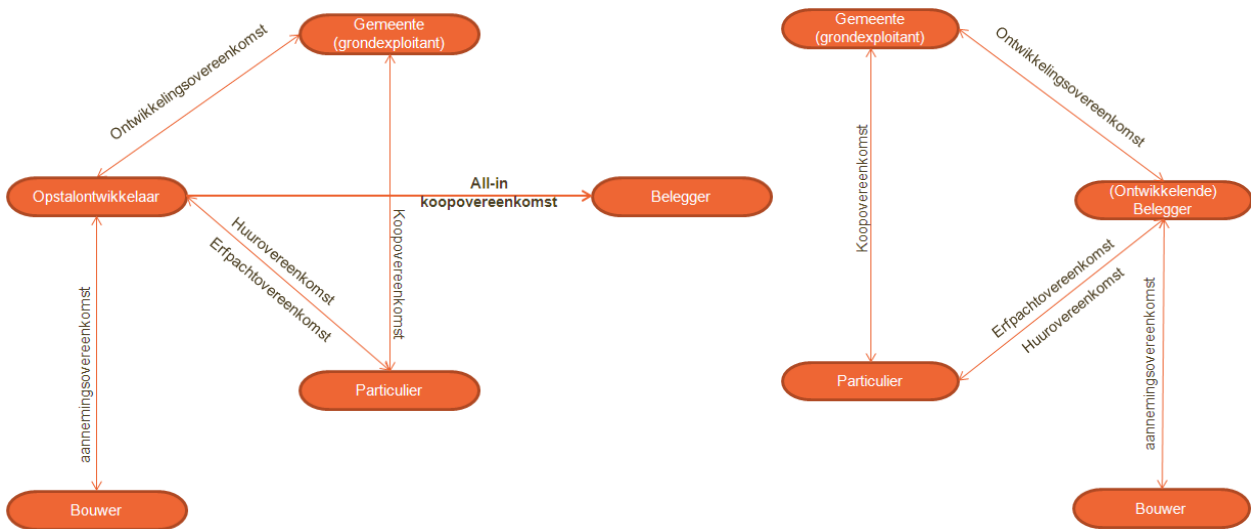 Gemeente
(grondexploitant)
Ontwikkelingsovereenkomst
Opstalontwikkelaar
All-in
koopovereenkomst
Belegger
Huurovereenkomst
Erfpachtovereenkomst
Koopovereenkomst
aannemingsovereenkomst
Particulier
Bouwer
Gemeente
(grondexploitant)
Ontwikkelingsovereenkomst
Koopovereenkomst
(Ontwikkelende)
Belegger
Erfpachtovereenkomst
Huurovereenkomst
aannemingsovereenkomst
Particulier
Bouwer